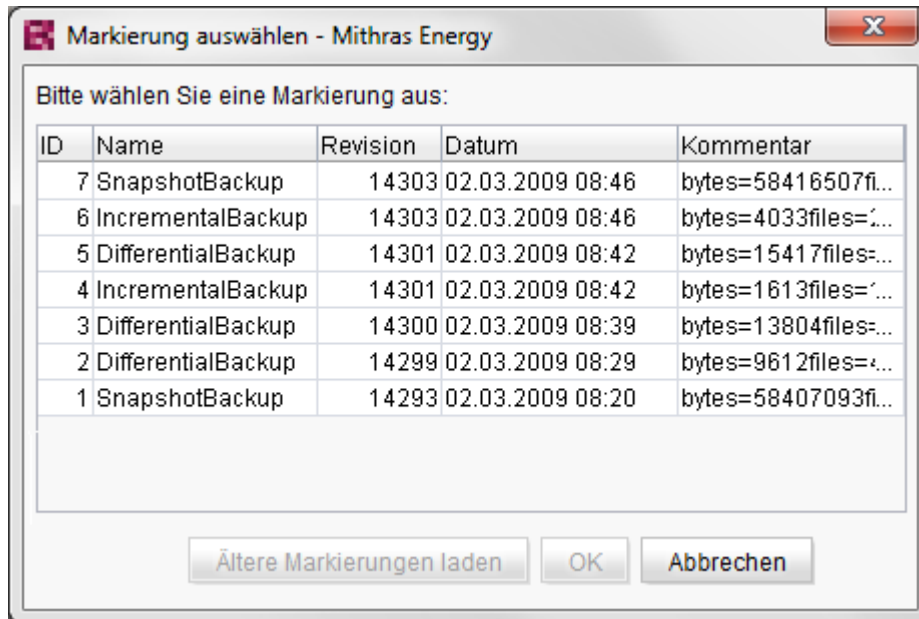 Markierung auswählen - Mithras Energy
Bitte wählen Sie eine Markierung aus:
ID Name Revision Datum Kommentar
7 SnapshotBackup 14303 02.03.2009 08:46 bytes=58416507fi...
6 IncrementalBackup 14303 02.03.2009 08:46 bytes=4033files=...
5 DifferentialBackup 14301 02.03.2009 08:42 bytes=15417files=...
4 IncrementalBackup 14301 02.03.2009 08:42 bytes=1613files=...
3 DifferentialBackup 14300 02.03.2009 08:39 bytes=13804files=...
2 DifferentialBackup 14299 02.03.2009 08:29 bytes=9612files=...
1 SnapshotBackup 14293 02.03.2009 08:20 bytes=58407093fi...
Ältere Markierungen laden OK Abbrechen